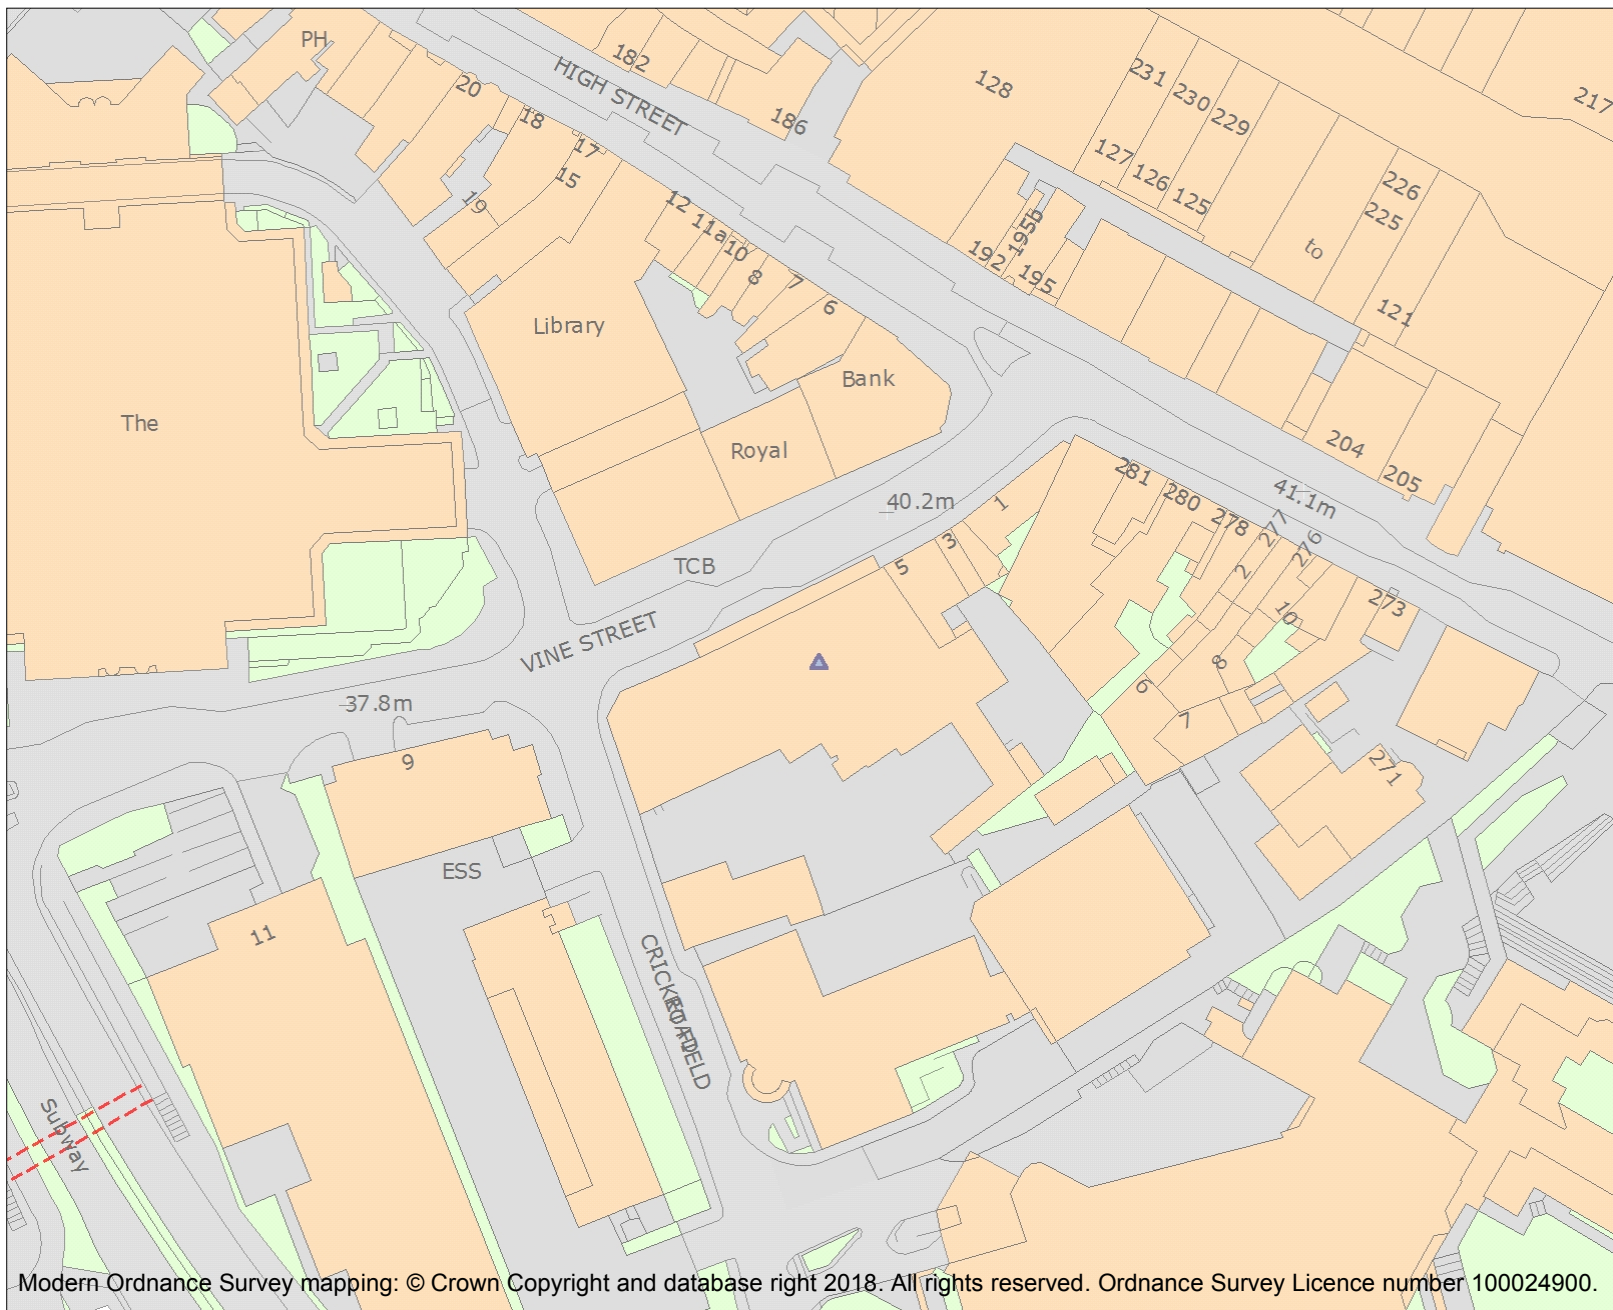 PH
182
HIGH STREET
128
231
230
229
217
20
18
17
15
186
127
126
125
226
225
19
12
11a
10
8
7
6
192
195b
195
to
121
Library
Bank
The
Royal
204
205
40.2m
1
281
280
278
277
276
41.1m
TCB
5
3
2
10
273
VINE STREET
8
6
7
37.8m
9
271
ESS
11
CRICKETFIELD
ROAD
Subway
Modern Ordnance Survey mapping: © Crown Copyright and database right 2018. All rights reserved. Ordnance Survey Licence number 100024900.